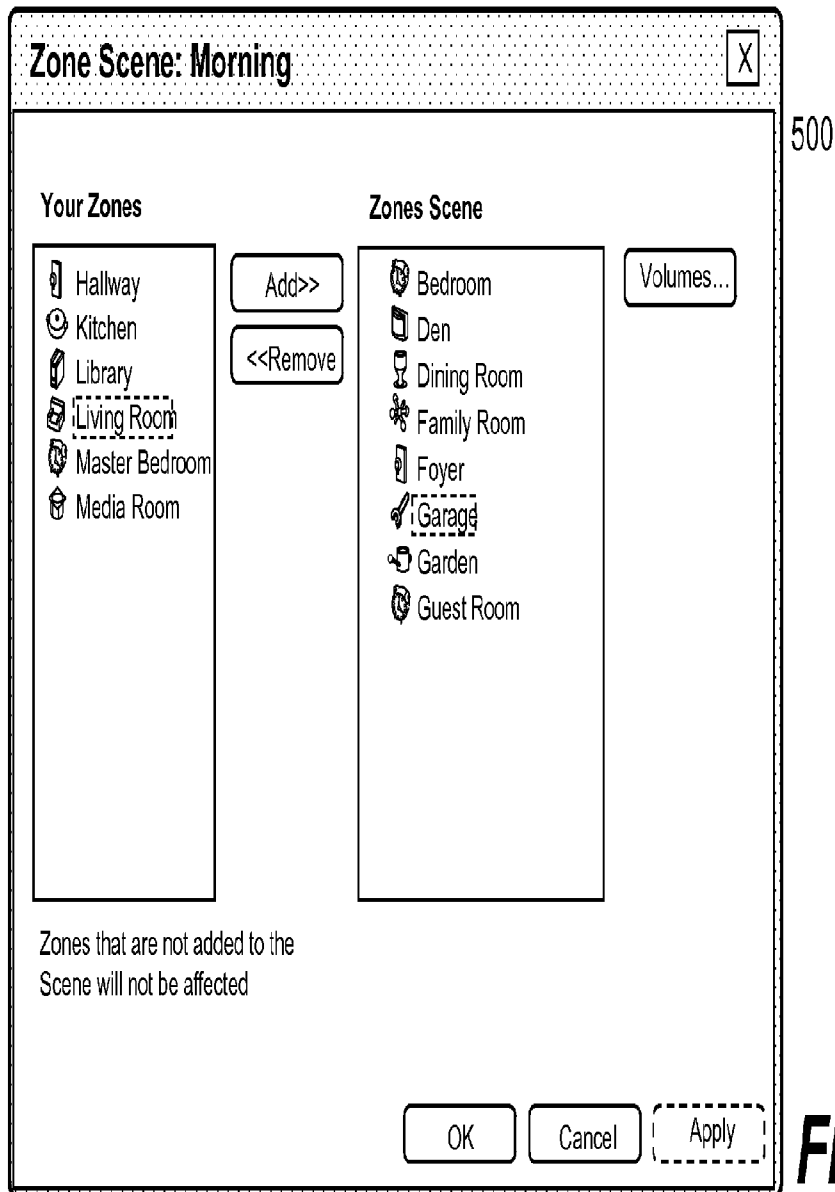 Zone Scene: Morning
X
500
Your Zones
Zones Scene
Hallway
Kitchen
Library
Living Room
Master Bedroom
Media Room
Add>>
<<Remove
Bedroom
Den
Dining Room
Family Room
Foyer
Garage
Garden
Guest Room
Volumes...
Zones that are not added to the
Scene will not be affected
OK
Cancel
Apply